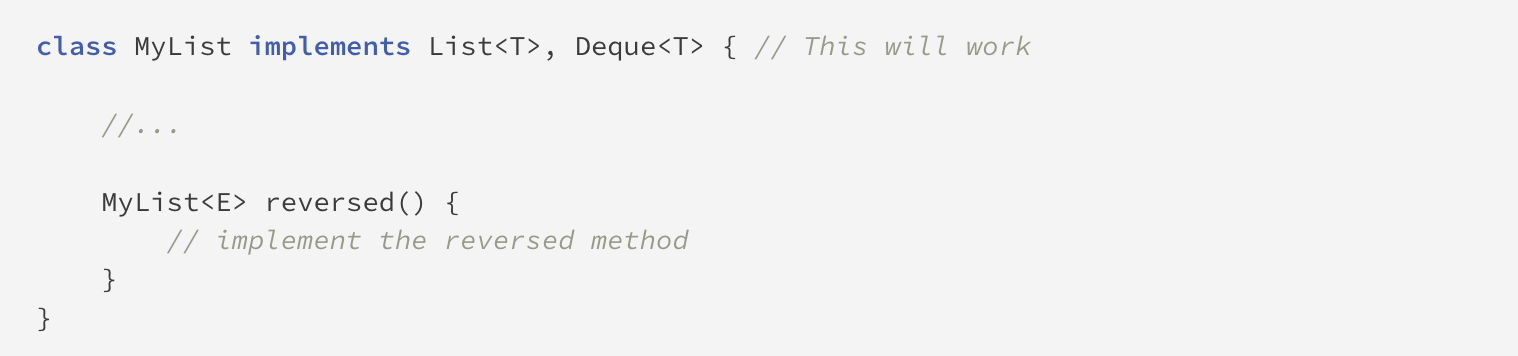 class MyList implements List<T>, Deque<T> { // This will work
//...
MyList<E> reversed() {
// implement the reversed method
}
}